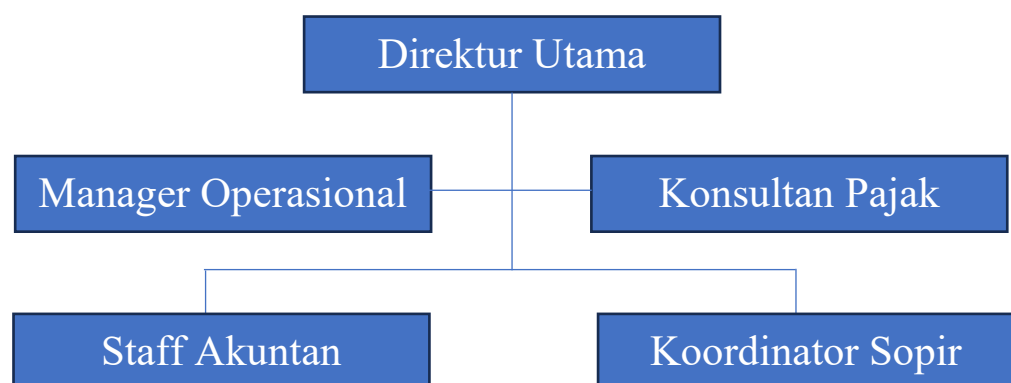 Direktur Utama
Manager Operasional
Konsultan Pajak
Staff Akuntan
Koordinator Sopir